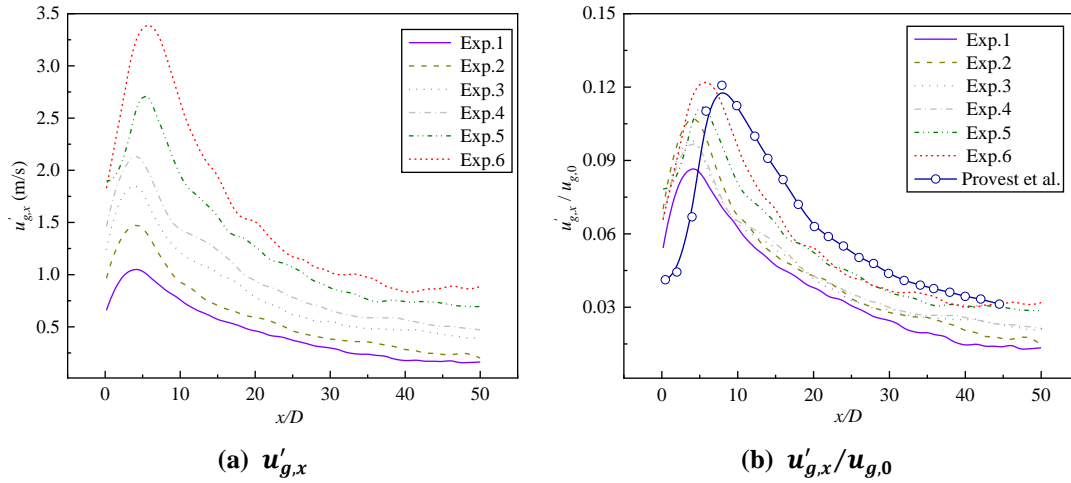 3.5
3.0
2.5
2.0
1.5
1.0
0.5
u'g,x (m/s)
0 10 20 30 40 50
x/D
Exp.1
Exp.2
Exp.3
Exp.4
Exp.5
Exp.6
(a) u'g,x
0.15
0.12
0.09
0.06
0.03
u'g,x / ug,0
0 10 20 30 40 50
x/D
Exp.1
Exp.2
Exp.3
Exp.4
Exp.5
Exp.6
Provest et al.
(b) u'g,x/ug,0